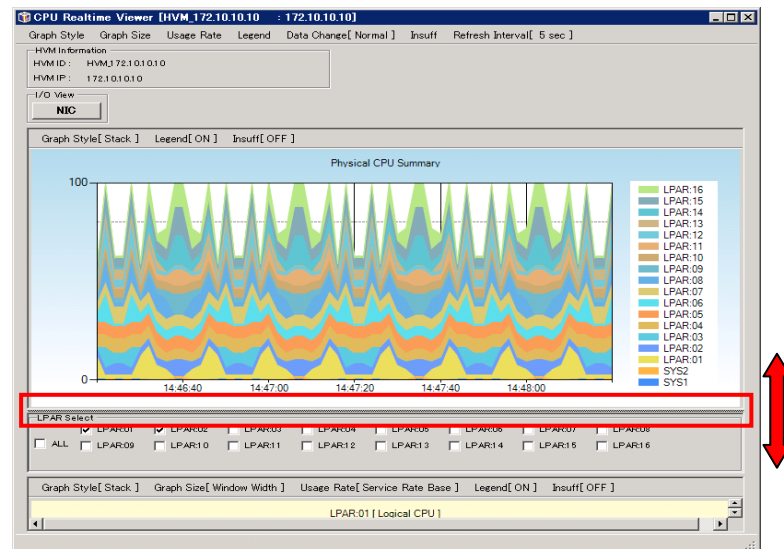 CPU Realtime Viewer [HVM_172.10.10.10 : 172.10.10.10]
Graph Style Graph Size Usage Rate Legend Data Change[ Normal ] Insuff Refresh Interval[ 5 sec ]
HVM Information
HVM ID : HVM_172.10.10.10
HVM IP : 172.10.10.10
I/O View
NIC
Graph Style[ Stack ] Legend[ ON ] Insuff[ OFF ]
Physical CPU Summary
100
0
14:46:40 14:47:00 14:47:20 14:47:40 14:48:00
LPAR:16
LPAR:15
LPAR:14
LPAR:13
LPAR:12
LPAR:11
LPAR:10
LPAR:09
LPAR:08
LPAR:07
LPAR:06
LPAR:05
LPAR:04
LPAR:03
LPAR:02
LPAR:01
SYS2
SYS1
LPAR Select
LPAR:01 LPAR:02 LPAR:03 LPAR:04 LPAR:05 LPAR:06 LPAR:07 LPAR:08
ALL LPAR:09 LPAR:10 LPAR:11 LPAR:12 LPAR:13 LPAR:14 LPAR:15 LPAR:16
Graph Style[ Stack ] Graph Size[ Window Width ] Usage Rate[ Service Rate Base ] Legend[ ON ] Insuff[ OFF ]
LPAR:01 [ Logical CPU ]